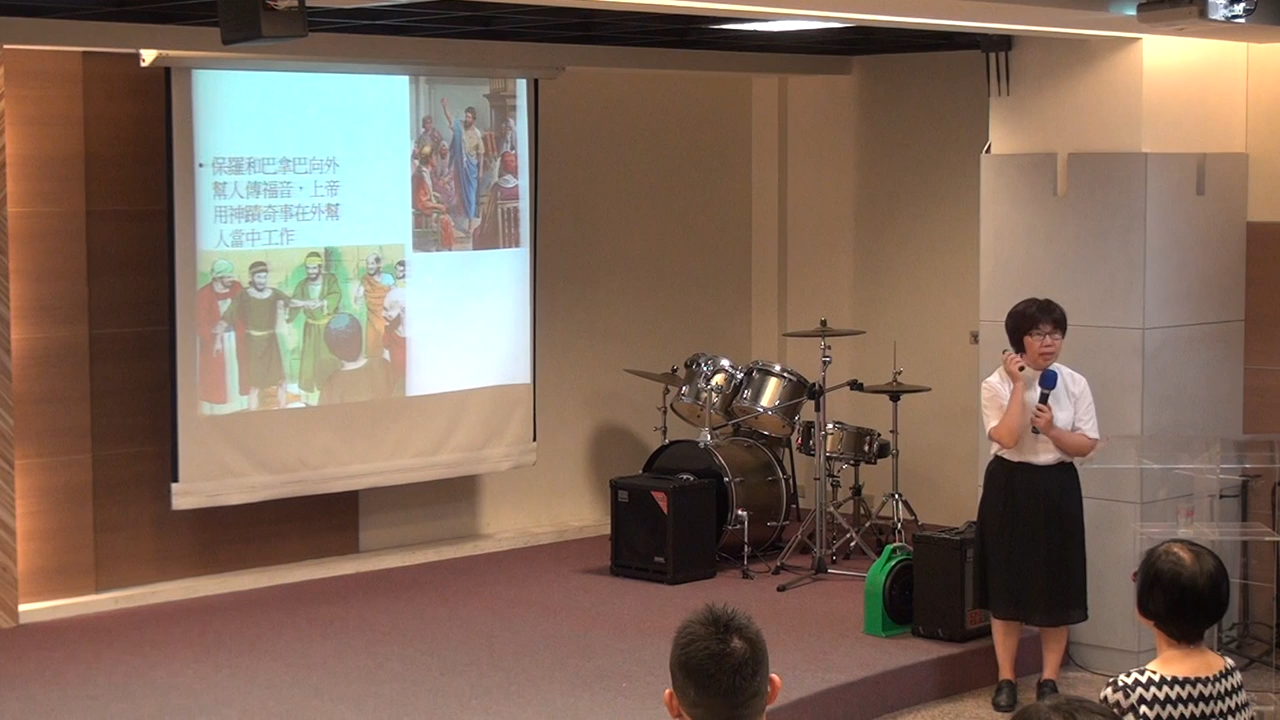 • 保羅和巴拿巴向外
幫人傳福音，上帝
用神蹟奇事在外幫
人當中工作